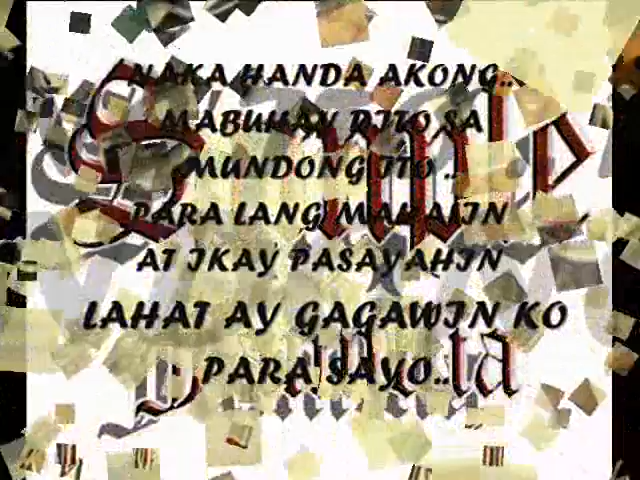 NAKA HANDA AKONG..
MABUHAY DITO SA
MUNDONG ITO ..
PARA LANG MAHALIN
AT IKAY PASAYAHIN
LAHAT AY GAGAWIN KO
PARA SAYO..